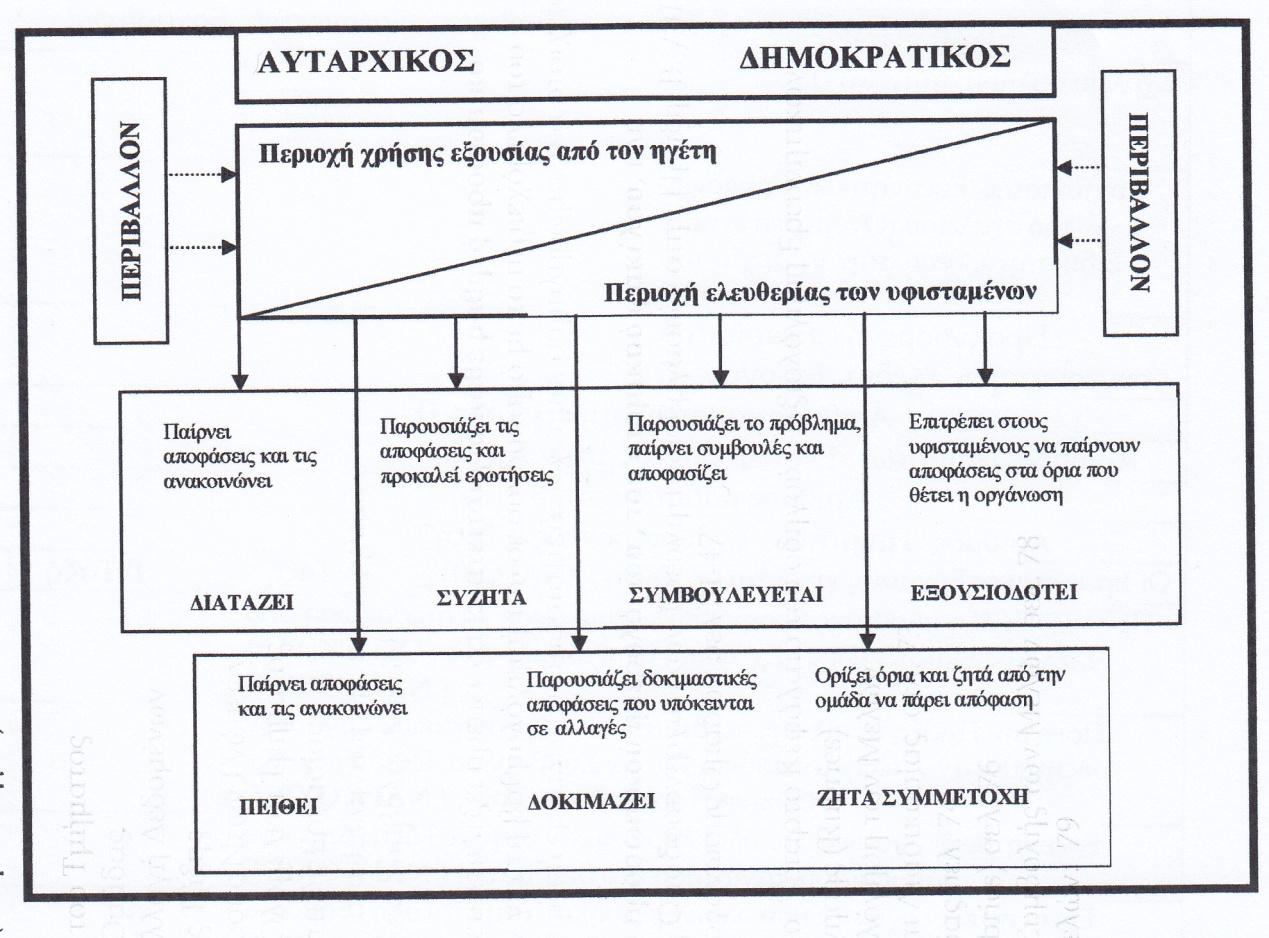 ΑΥΤΑΡΧΙΚΟΣ ΔΗΜΟΚΡΑΤΙΚΟΣ
ΠΕΡΙΒΑΛΛΟΝ
ΠΕΡΙΒΑΛΛΟΝ
Περιοχή χρήσης εξουσίας από τον ηγέτη
Περιοχή ελευθερίας των υφισταμένων
Παίρνει
αποφάσεις και τις
ανακοινώνει
ΔΙΑΤΑΖΕΙ
Παρουσιάζει τις
αποφάσεις και
προκαλεί ερωτήσεις
ΣΥΖΗΤΑ
Παρουσιάζει το πρόβλημα,
παίρνει συμβουλές και
αποφασίζει
ΣΥΜΒΟΥΛΕΥΕΤΑΙ
Επιτρέπει στους
υφισταμένους να παίρνουν
αποφάσεις στα όρια που
θέτει η οργάνωση
ΕΞΟΥΣΙΟΔΟΤΕΙ
Παίρνει αποφάσεις
και τις ανακοινώνει
ΠΕΙΘΕΙ
Παρουσιάζει δοκιμαστικές
αποφάσεις που υπόκεινται
σε αλλαγές
ΔΟΚΙΜΑΖΕΙ
Ορίζει όρια και ζητά από την
ομάδα να πάρει απόφαση
ΖΗΤΑ ΣΥΜΜΕΤΟΧΗ